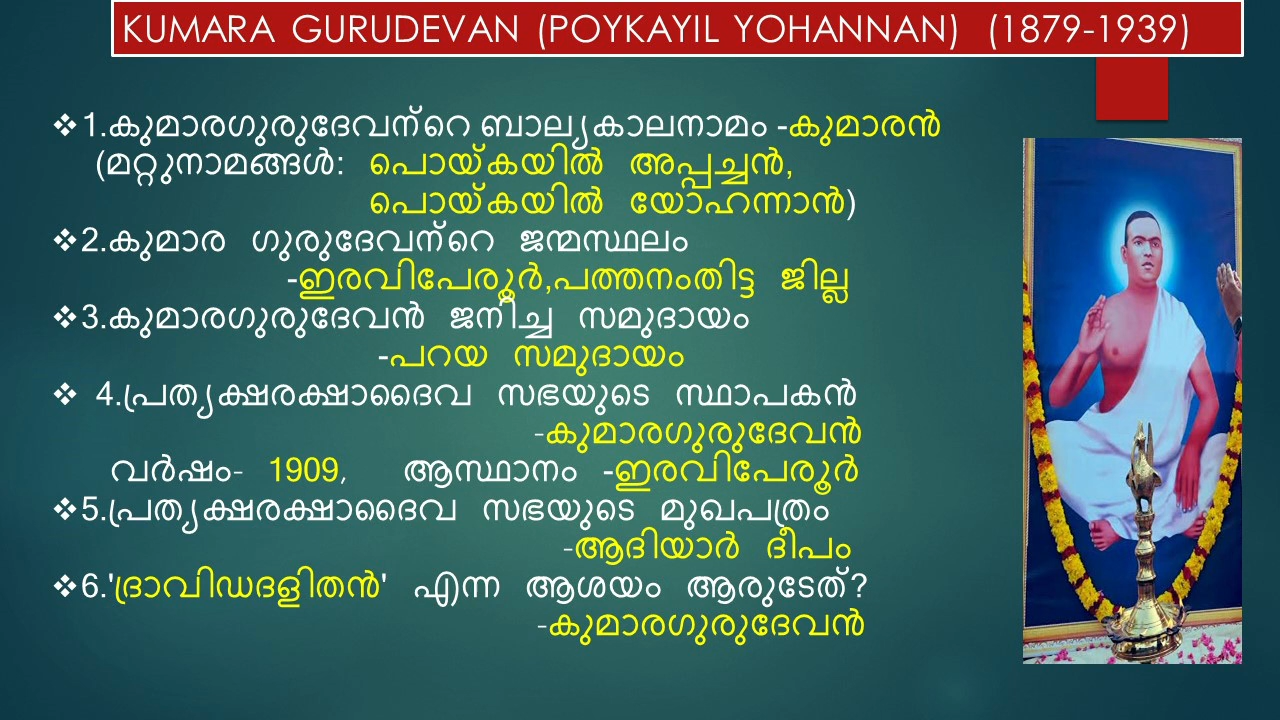 KUMARA GURUDEVAN (POYKAYIL YOHANNAN) (1879-1939)
❖1.കുമാരഗുരുദേവന്റെ ബാല്യകാലനാമം -കുമാരൻ
(മറ്റുനാമങ്ങൾ: പൊയ്കയിൽ അപ്പച്ചൻ,
പൊയ്കയിൽ യോഹന്നാൻ)
❖2.കുമാര ഗുരുദേവന്റെ ജന്മസ്ഥലം
-ഇരവിപേരൂർ,പത്തനംതിട്ട ജില്ല
❖3.കുമാരഗുരുദേവൻ ജനിച്ച സമുദായം
-പറയ സമുദായം
❖ 4.പ്രത്യക്ഷരക്ഷാദൈവ സഭയുടെ സ്ഥാപകൻ
-കുമാരഗുരുദേവൻ
വർഷം- 1909, ആസ്ഥാനം -ഇരവിപേരൂർ
❖5.പ്രത്യക്ഷരക്ഷാദൈവ സഭയുടെ മുഖപത്രം
-ആദിയാർ ദീപം
❖6.'ദ്രാവിഡദളിതൻ' എന്ന ആശയം ആരുടേത്?
-കുമാരഗുരുദേവൻ